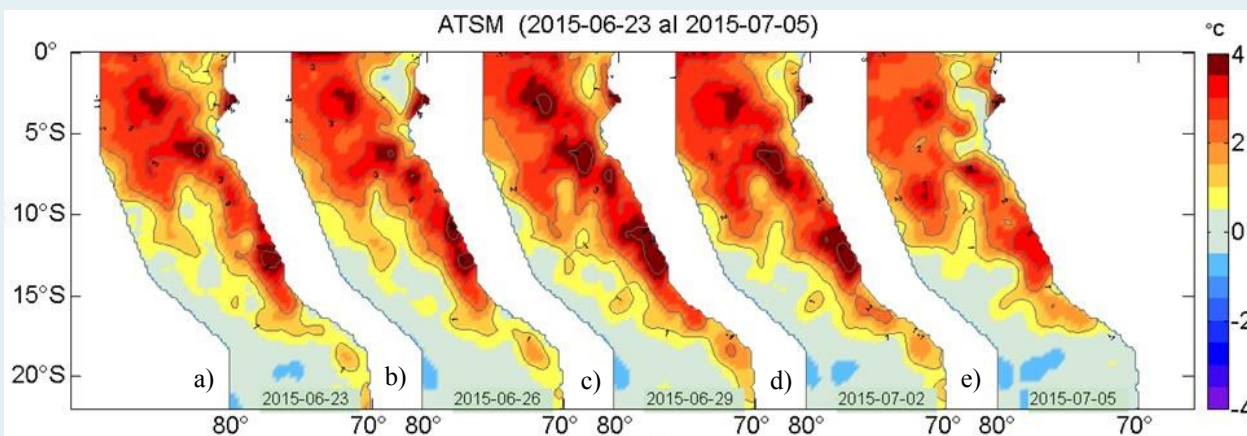 ATSM (2015-06-23 al 2015-07-05)
°c
0°
5°S
10°S
15°S
20°S
4
2
0
-2
-4
a) b) c) d) e)
2015-06-23 2015-06-26 2015-06-29 2015-07-02 2015-07-05
80° 70° 80° 70° 80° 70° 80° 70° 80° 70°